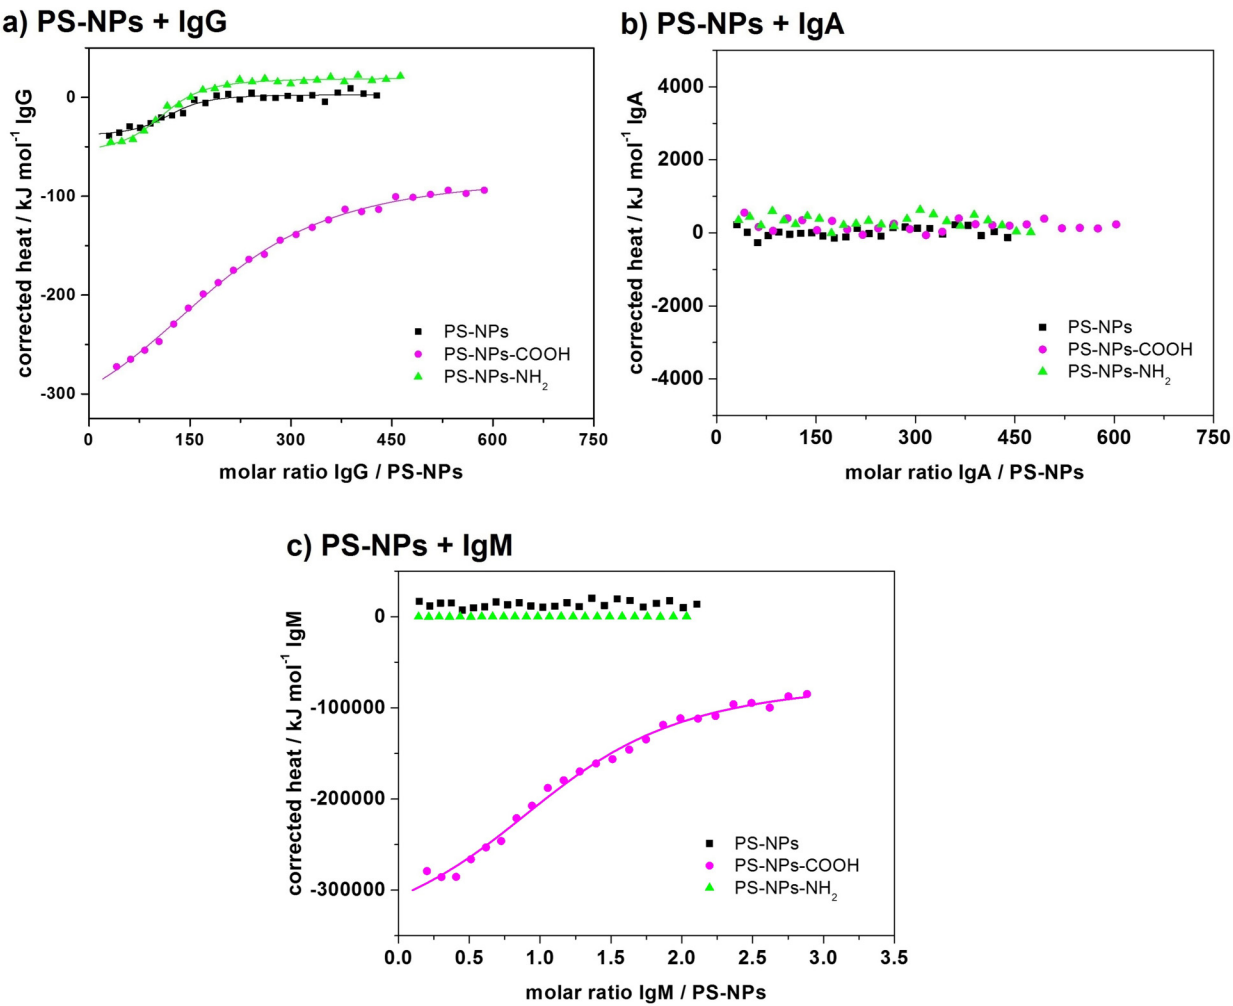 a) PS-NPs + IgG
corrected heat / kJ mol⁻¹ IgG
0
-100
-200
-300
PS-NPs
PS-NPs-COOH
PS-NPs-NH₂
0 150 300 450 600 750
molar ratio IgG / PS-NPs
b) PS-NPs + IgA
corrected heat / kJ mol⁻¹ IgA
4000
2000
0
-2000
-4000
PS-NPs
PS-NPs-COOH
PS-NPs-NH₂
0 150 300 450 600 750
molar ratio IgA / PS-NPs
c) PS-NPs + IgM
corrected heat / kJ mol⁻¹ IgM
0
-100000
-200000
-300000
PS-NPs
PS-NPs-COOH
PS-NPs-NH₂
0.0 0.5 1.0 1.5 2.0 2.5 3.0 3.5
molar ratio IgM / PS-NPs